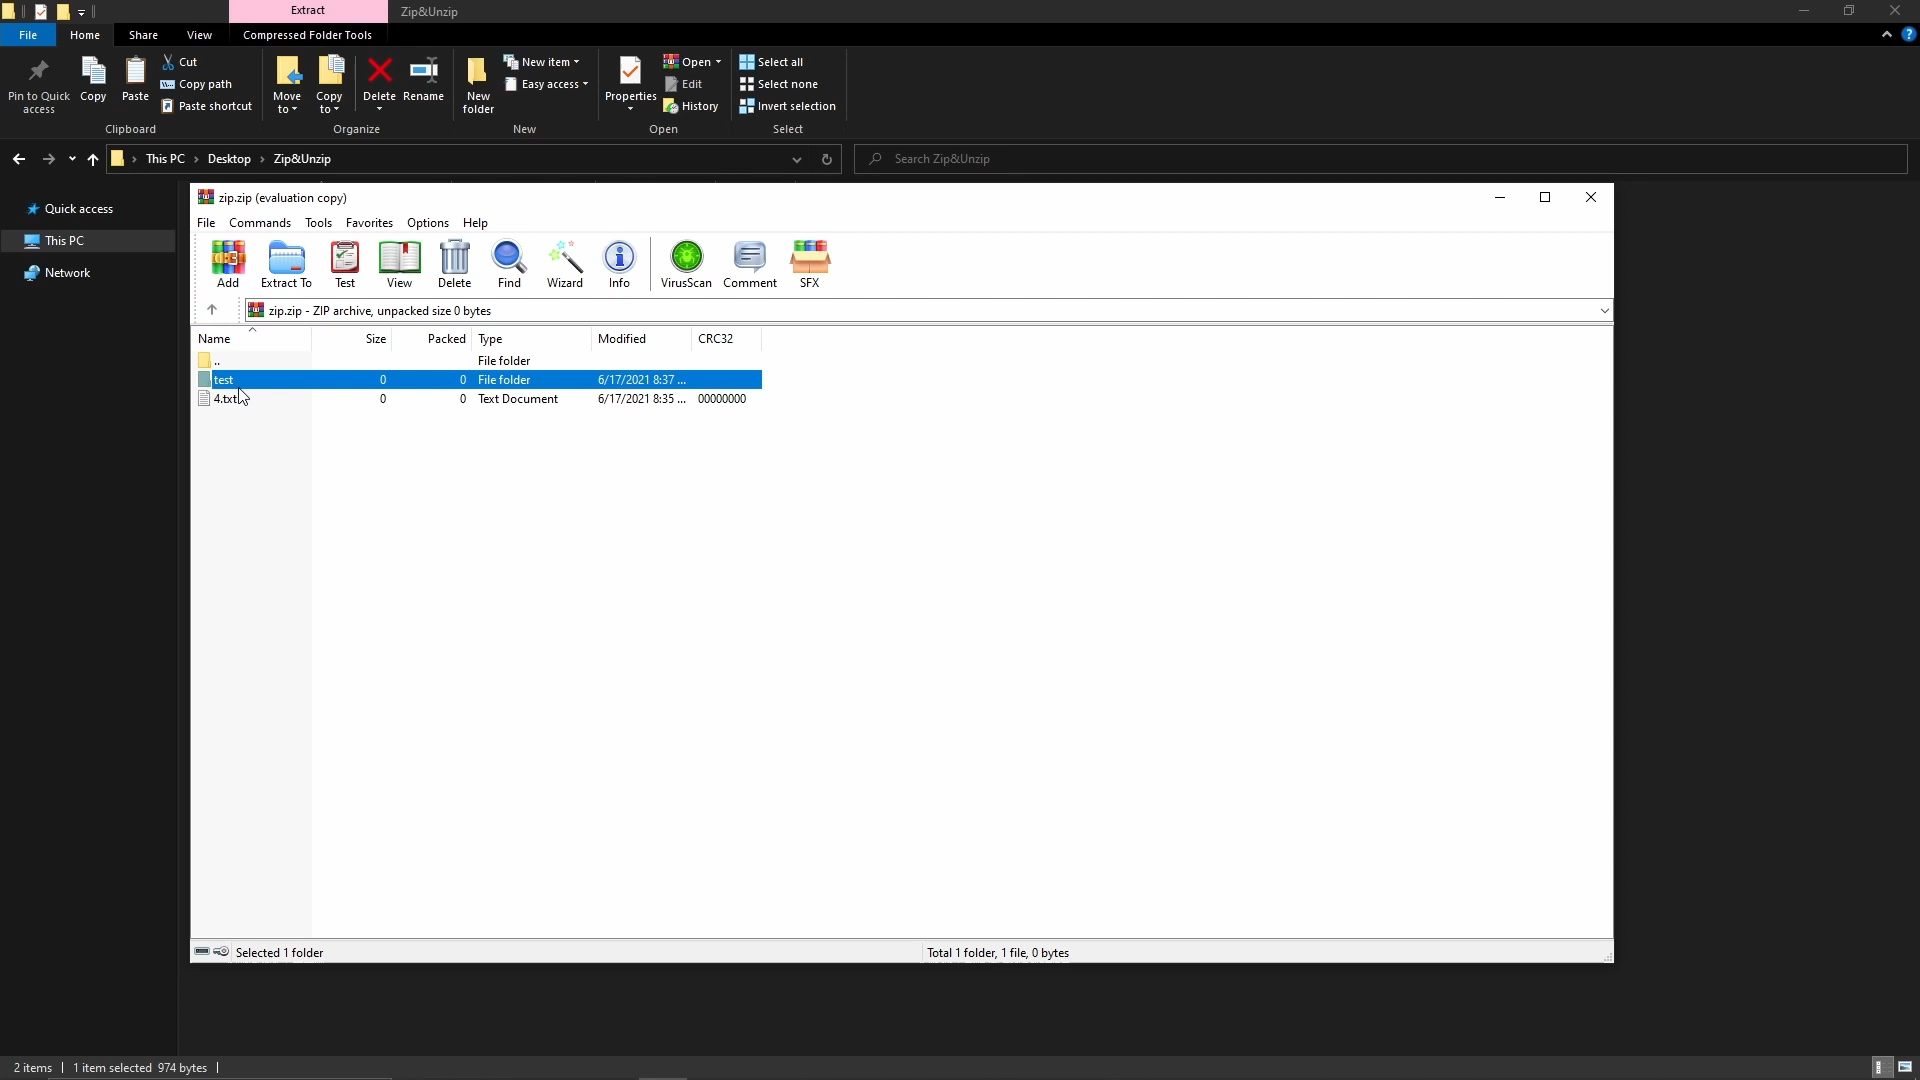 Extract
Zip&Unzip
File Home Share View Compressed Folder Tools
Pin to Quick access
Copy
Paste
Cut
Copy path
Paste shortcut
Clipboard
Move to
Copy to
Delete
Rename
Organize
New folder
New item
Easy access
New
Properties
Open
Edit
History
Open
Select all
Select none
Invert selection
Select
This PC Desktop Zip&Unzip
Search Zip&Unzip
Quick access
This PC
Network
zip.zip (evaluation copy)
File Commands Tools Favorites Options Help
Add Extract To Test View Delete Find Wizard Info VirusScan Comment SFX
zip.zip - ZIP archive, unpacked size 0 bytes
Name Size Packed Type Modified CRC32
.. File folder
test 0 0 File folder 6/17/2021 8:37 ...
4.txt 0 0 Text Document 6/17/2021 8:35 ... 00000000
Selected 1 folder
Total 1 folder, 1 file, 0 bytes
2 items 1 item selected 974 bytes